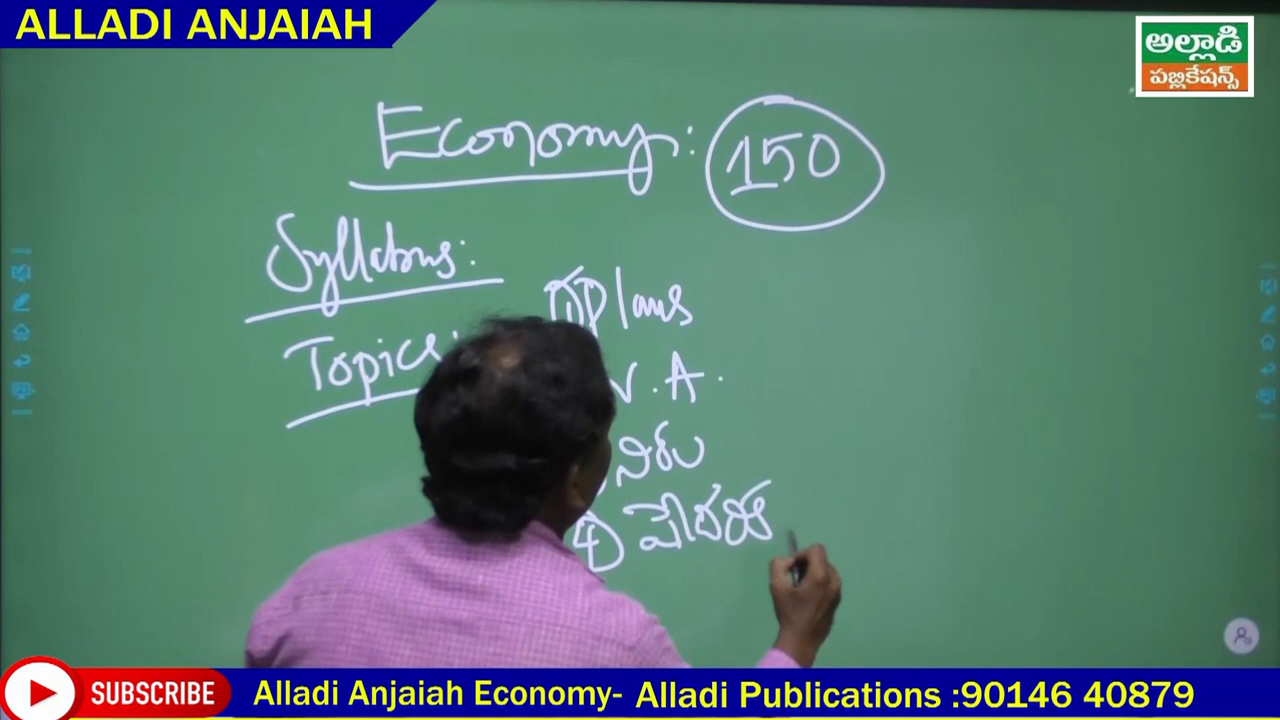 ALLADI ANJAIAH
అల్లాడి
పబ్లికేషన్స్
Economy: 150
Syllabus:
Topics:
Plans
V.A.
నిరు
4) పేదరి
SUBSCRIBE
Alladi Anjaiah Economy- Alladi Publications :90146 40879